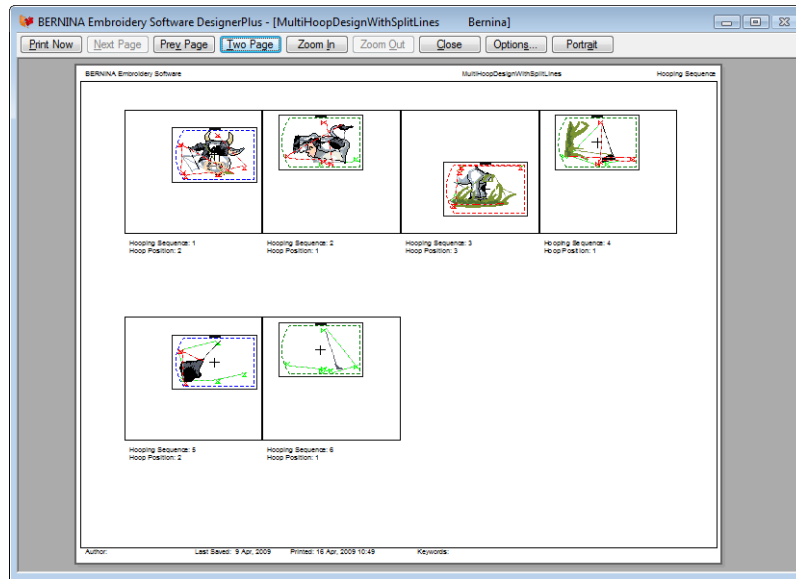 BERNINA Embroidery Software DesignerPlus - [MultiHoopDesignWithSplitLines Bernina]
Print Now Next Page Prev Page Two Page Zoom In Zoom Out Close Options... Portrait
BERNINA Embroidery Software MultiHoopDesignWithSplitLines Hooping Sequence
Hooping Sequence: 1 Hooping Sequence: 2 Hooping Sequence: 3 Hooping Sequence: 4
Hoop Position: 2 Hoop Position: 1 Hoop Position: 3 Hoop Position: 1
Hooping Sequence: 5 Hooping Sequence: 6
Hoop Position: 2 Hoop Position: 1
Author: Last Saved: 9 Apr, 2009 Printed: 16 Apr, 2009 10:49 Keywords: